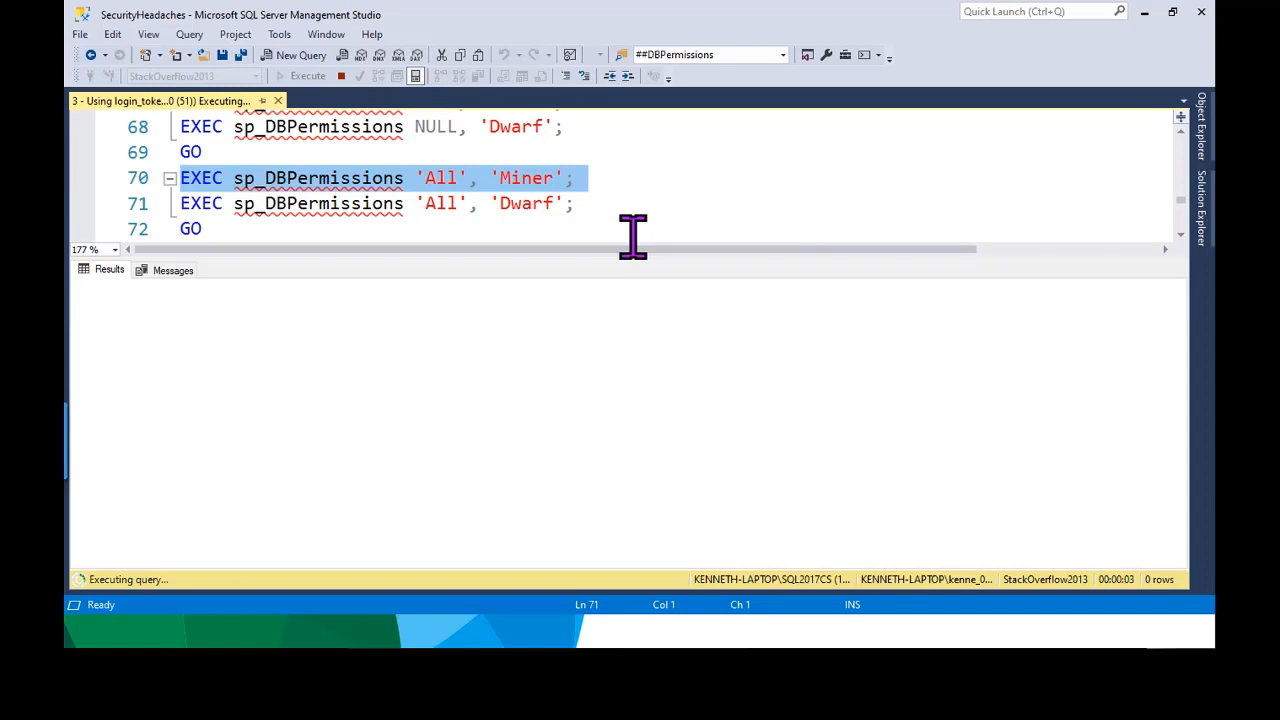 SecurityHeadaches - Microsoft SQL Server Management Studio
Quick Launch (Ctrl+Q)
File Edit View Query Project Tools Window Help
New Query
##DBPermissions
StackOverflow2013
Execute
3 - Using login_toke...0 (51)) Executing...
68 EXEC sp_DBPermissions NULL, 'Dwarf';
69 GO
70 EXEC sp_DBPermissions 'All', 'Miner';
71 EXEC sp_DBPermissions 'All', 'Dwarf';
72 GO
177 %
Results Messages
Executing query...
KENNETH-LAPTOP\SQL2017CS (1... KENNETH-LAPTOP\kenne_0... StackOverflow2013 00:00:03 0 rows
Ready Ln 71 Col 1 Ch 1 INS
Object Explorer
Solution Explorer